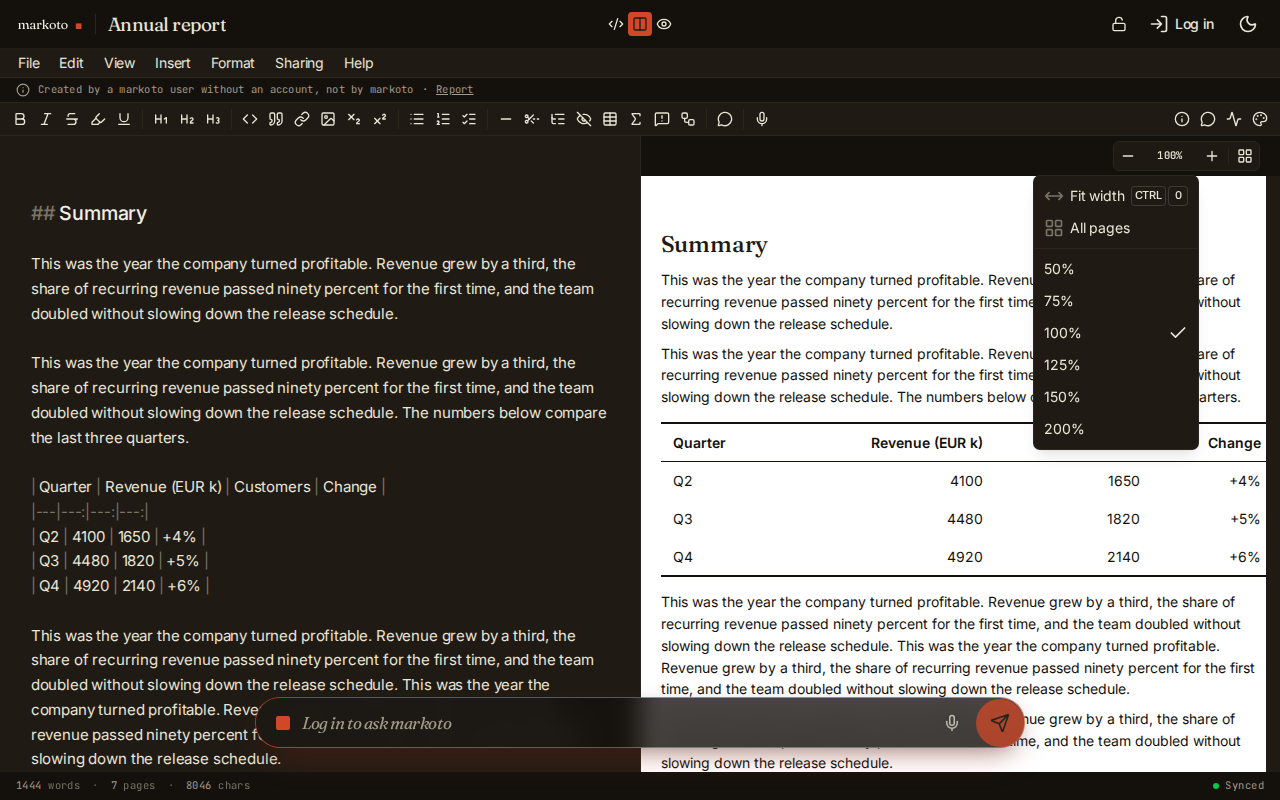 markoto
Annual report
Log in
File Edit View Insert Format Sharing Help
Created by a markoto user without an account, not by markoto · Report
H1 H2 H3
100%
## Summary
This was the year the company turned profitable. Revenue grew by a third, the
share of recurring revenue passed ninety percent for the first time, and the team
doubled without slowing down the release schedule.
This was the year the company turned profitable. Revenue grew by a third, the
share of recurring revenue passed ninety percent for the first time, and the team
doubled without slowing down the release schedule. The numbers below compare
the last three quarters.
| Quarter | Revenue (EUR k) | Customers | Change |
|---|---:|---:|---:|
| Q2 | 4100 | 1650 | +4% |
| Q3 | 4480 | 1820 | +5% |
| Q4 | 4920 | 2140 | +6% |
This was the year the company turned profitable. Revenue grew by a third, the
share of recurring revenue passed ninety percent for the first time, and the team
doubled without slowing down the release schedule. This was the year the
company turned profitable.
revenue passed ninety percent
slowing down the release schedule.
Summary
This was the year the company turned profitable. are of
recurring revenue passed ninety percent for the first time
slowing down the release schedule.
This was the year the company turned profitable. are of
recurring revenue passed ninety percent for the first time
slowing down the release schedule. The numbers below
Quarter Revenue (EUR k) Change
Q2 4100 1650 +4%
Q3 4480 1820 +5%
Q4 4920 2140 +6%
This was the year the company turned profitable. Revenue grew by a third, the share of
recurring revenue passed ninety percent for the first time, and the team doubled without
slowing down the release schedule. This was the year the company turned profitable.
Revenue grew by a third, the share of recurring revenue passed ninety percent for the first
time, and the team doubled without slowing down the release schedule.
grew by a third, the share of
doubled without
slowing down the release schedule.
Fit width CTRL 0
All pages
50%
75%
100%
125%
150%
200%
Log in to ask markoto
1444 words · 7 pages · 8046 chars
Synced